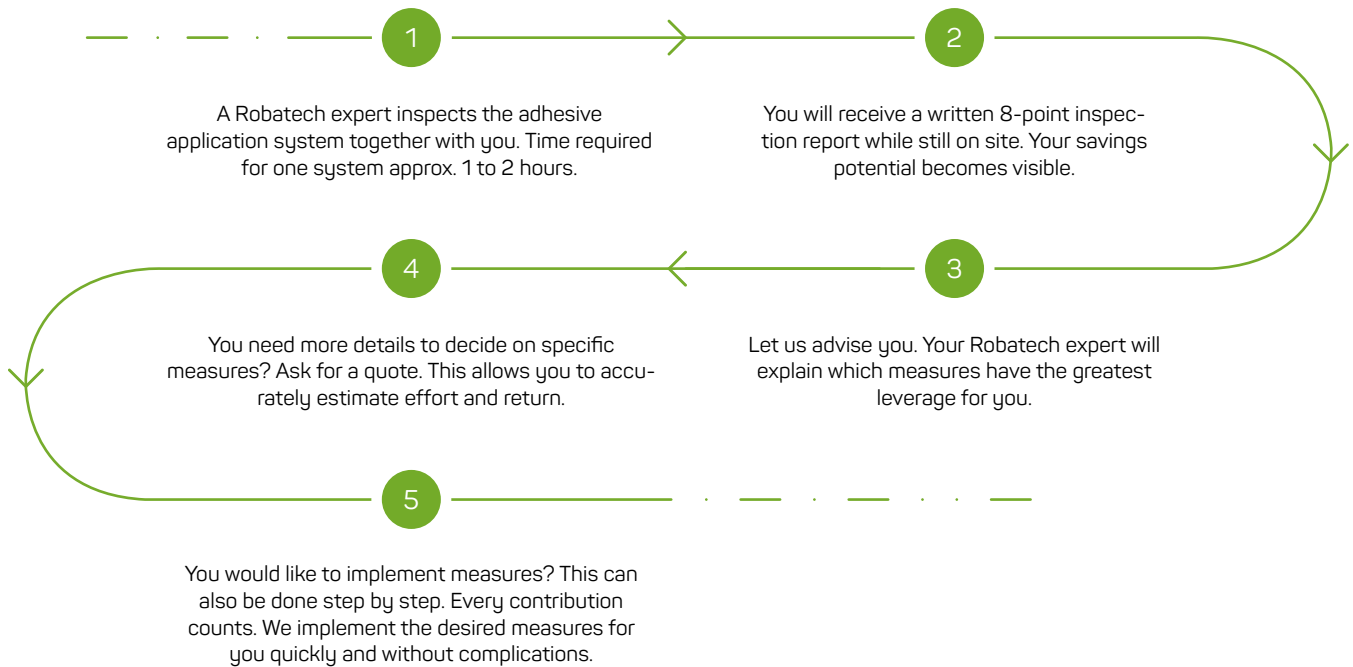 1
A Robatech expert inspects the adhesive
application system together with you. Time required
for one system approx. 1 to 2 hours.
2
You will receive a written 8-point inspec-
tion report while still on site. Your savings
potential becomes visible.
3
Let us advise you. Your Robatech expert will
explain which measures have the greatest
leverage for you.
4
You need more details to decide on specific
measures? Ask for a quote. This allows you to accu-
rately estimate effort and return.
5
You would like to implement measures? This can
also be done step by step. Every contribution
counts. We implement the desired measures for
you quickly and without complications.